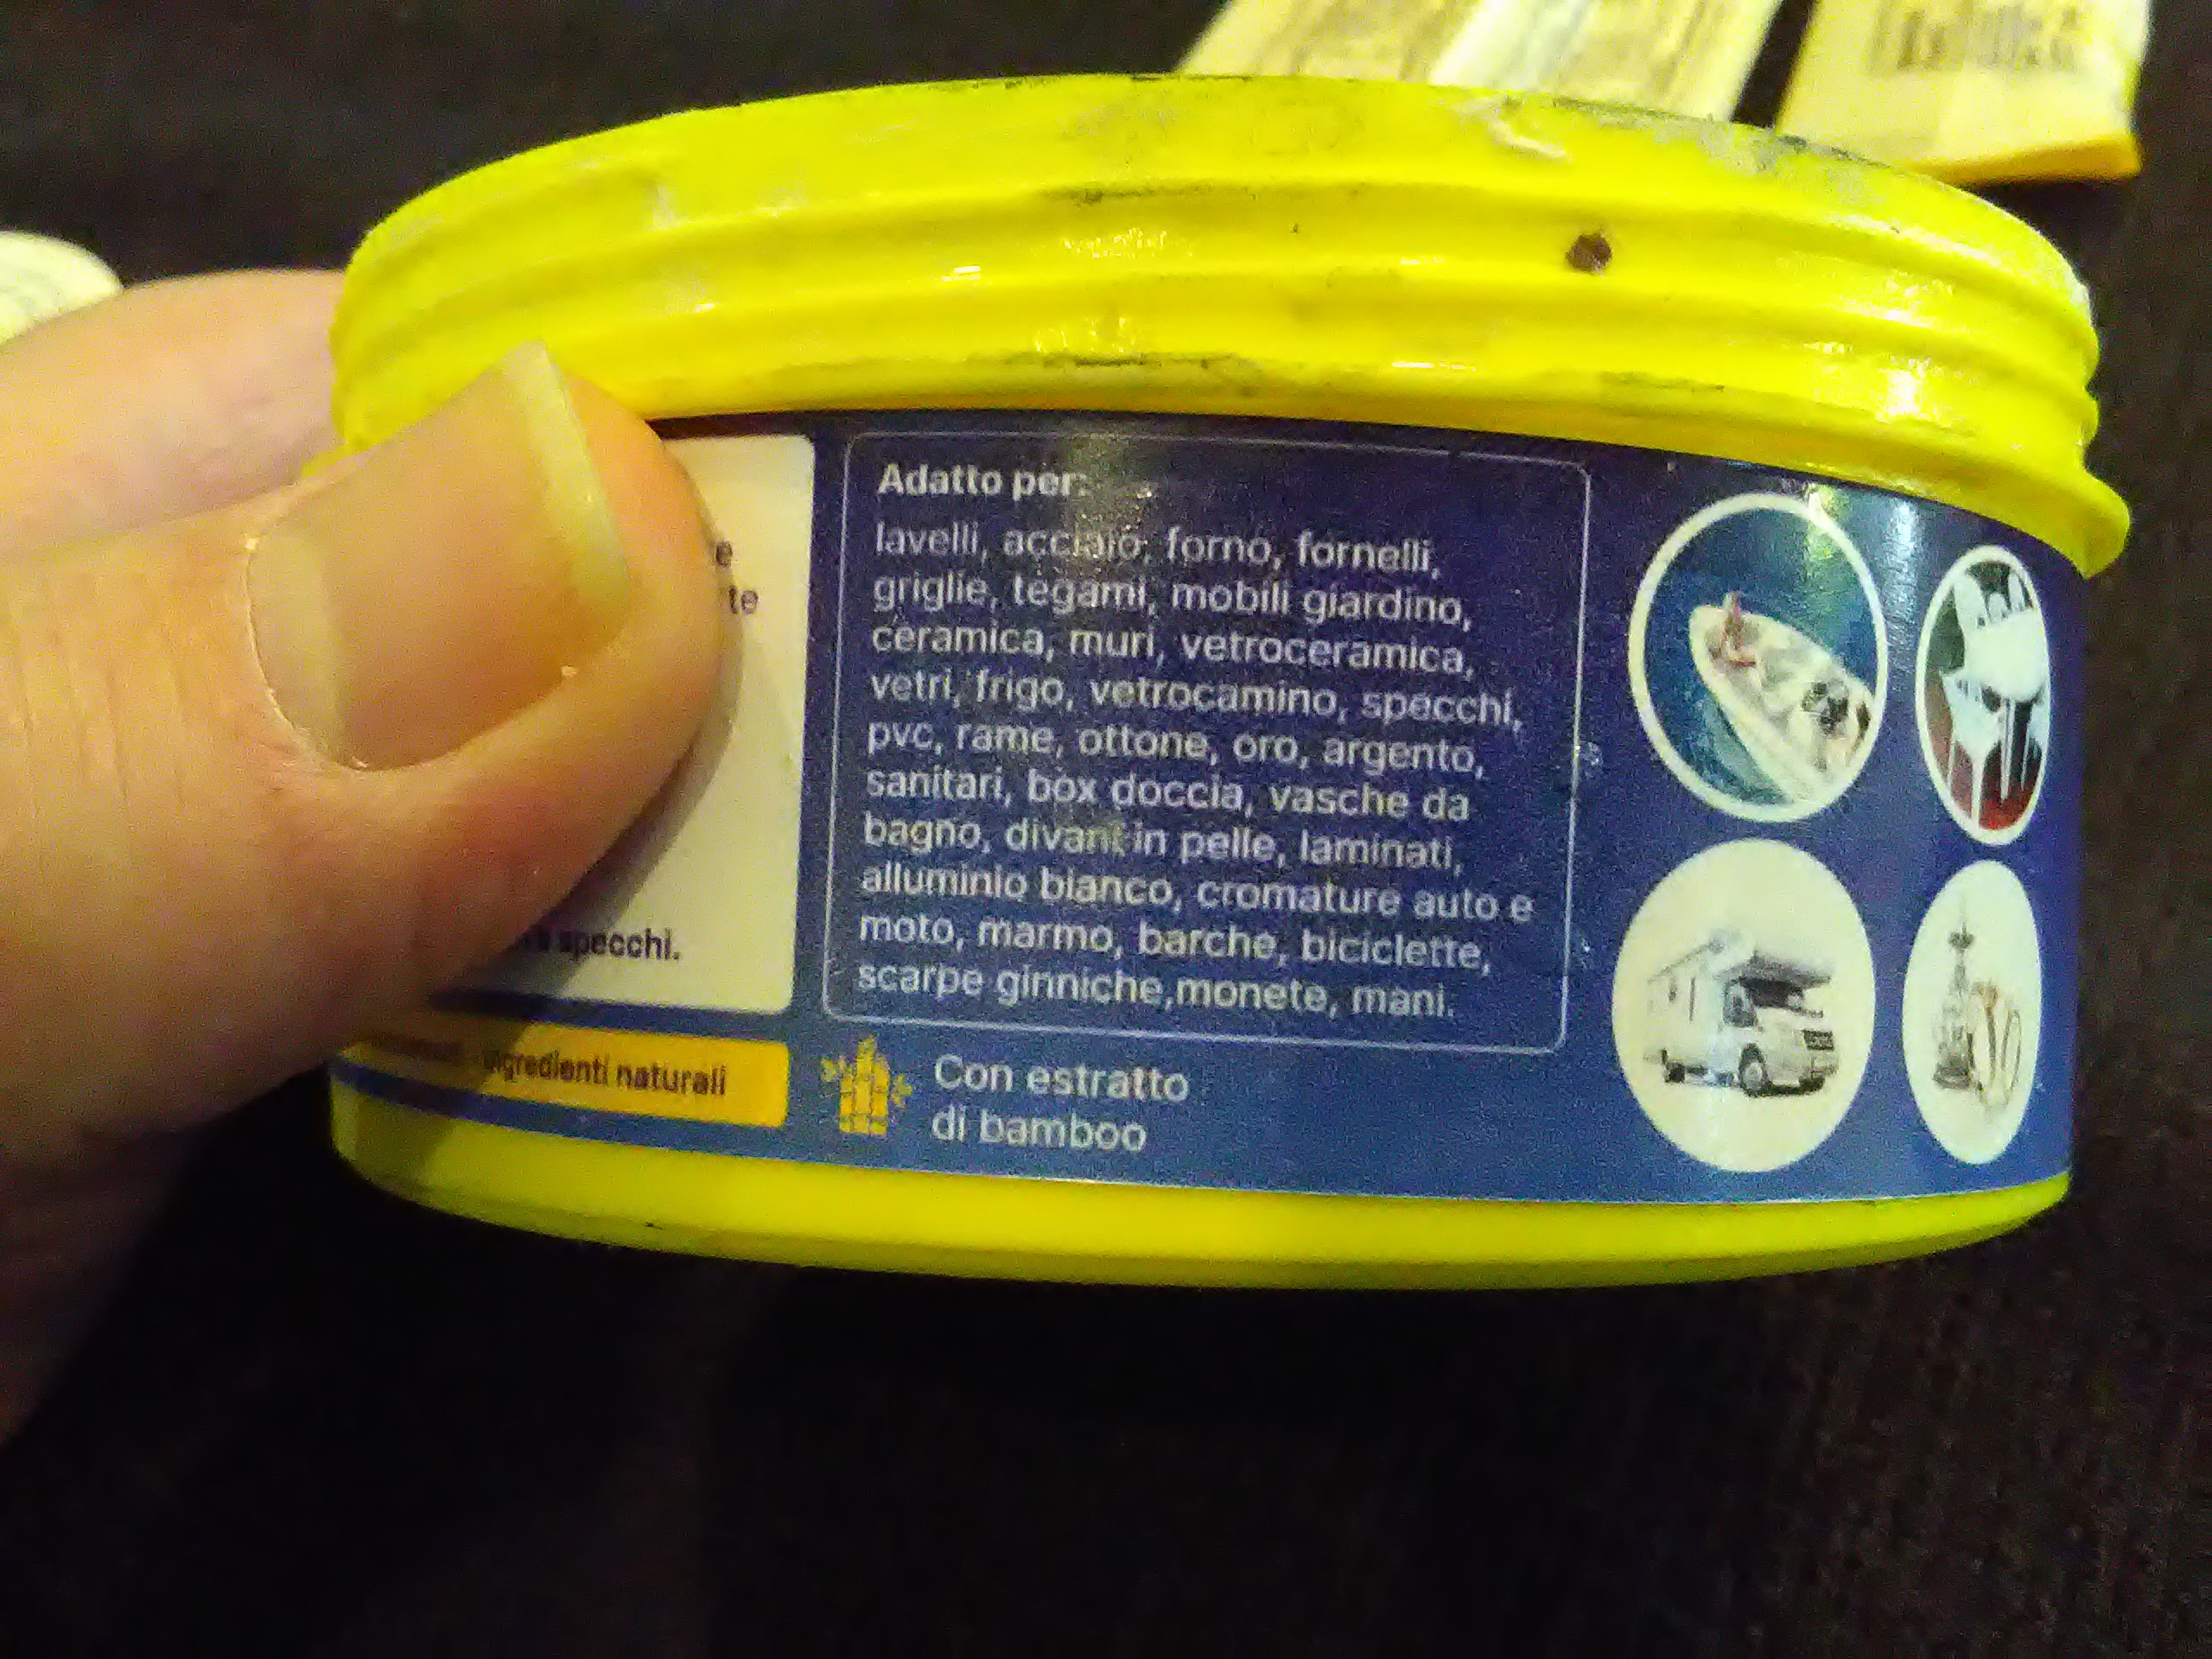 e
te
specchi.
ingredienti naturali
Adatto per:
lavelli, acciaio, forno, fornelli,
griglie, tegami, mobili giardino,
ceramica, muri, vetroceramica,
vetri, frigo, vetrocamino, specchi,
pvc, rame, ottone, oro, argento,
sanitari, box doccia, vasche da
bagno, divani in pelle, laminati,
alluminio bianco, cromature auto e
moto, marmo, barche, biciclette,
scarpe ginniche,monete, mani.
Con estratto
di bamboo